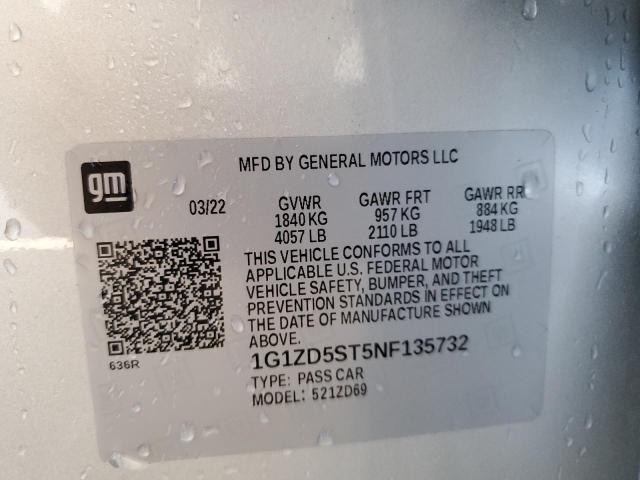 gm
MFD BY GENERAL MOTORS LLC
03/22
GVWR GAWR FRT GAWR RR
1840 KG 957 KG 884 KG
4057 LB 2110 LB 1948 LB
THIS VEHICLE CONFORMS TO ALL
APPLICABLE U.S. FEDERAL MOTOR
VEHICLE SAFETY, BUMPER, AND THEFT
PREVENTION STANDARDS IN EFFECT ON
THE DATE OF MANUFACTURE SHOWN
ABOVE.
636R
1G1ZD5ST5NF135732
TYPE: PASS CAR
MODEL: 521ZD69